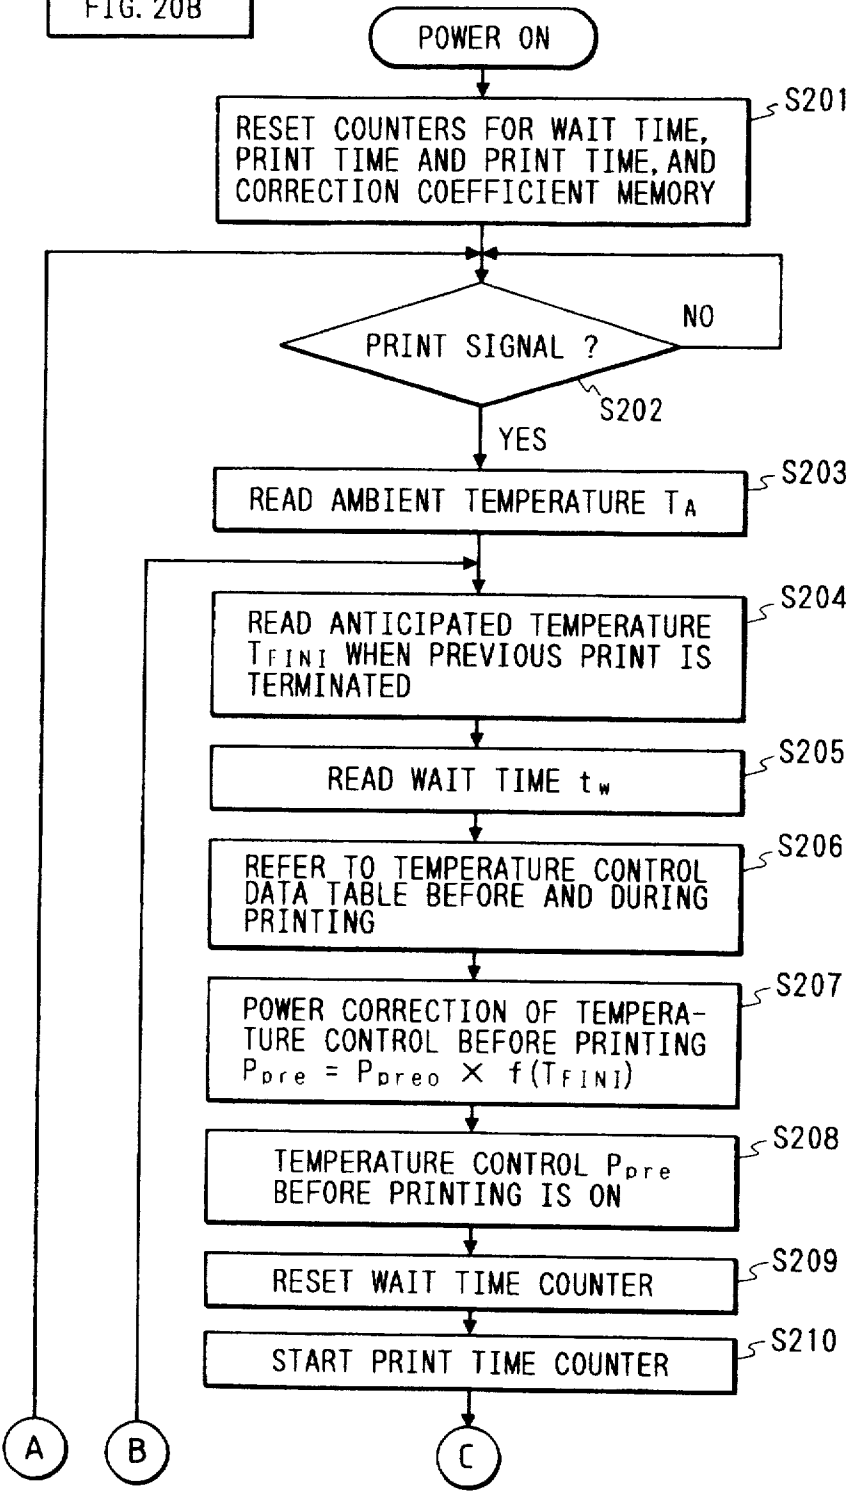 FIG. 20B
POWER ON
S201
RESET COUNTERS FOR WAIT TIME,
PRINT TIME AND PRINT TIME, AND
CORRECTION COEFFICIENT MEMORY
NO
PRINT SIGNAL ?
S202
YES
S203
READ AMBIENT TEMPERATURE TA
S204
READ ANTICIPATED TEMPERATURE
TFINI WHEN PREVIOUS PRINT IS
TERMINATED
S205
READ WAIT TIME tw
S206
REFER TO TEMPERATURE CONTROL
DATA TABLE BEFORE AND DURING
PRINTING
S207
POWER CORRECTION OF TEMPERA-
TURE CONTROL BEFORE PRINTING
Ppre = Ppreo × f(TFINI)
S208
TEMPERATURE CONTROL Ppre
BEFORE PRINTING IS ON
S209
RESET WAIT TIME COUNTER
S210
START PRINT TIME COUNTER
A
B
C